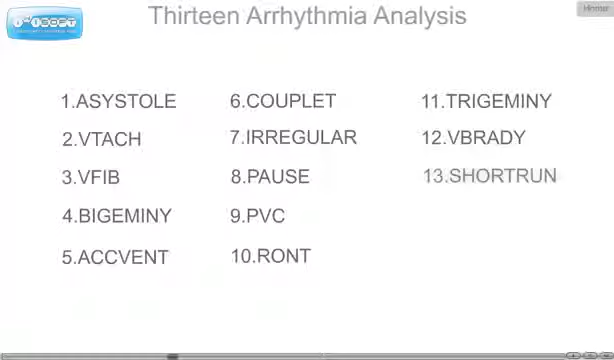 Thirteen Arrhythmia Analysis
1.ASYSTOLE
2.VTACH
3.VFIB
4.BIGEMINY
5.ACCVENT
6.COUPLET
7.IRREGULAR
8.PAUSE
9.PVC
10.RONT
11.TRIGEMINY
12.VBRADY
13.SHORTRUN